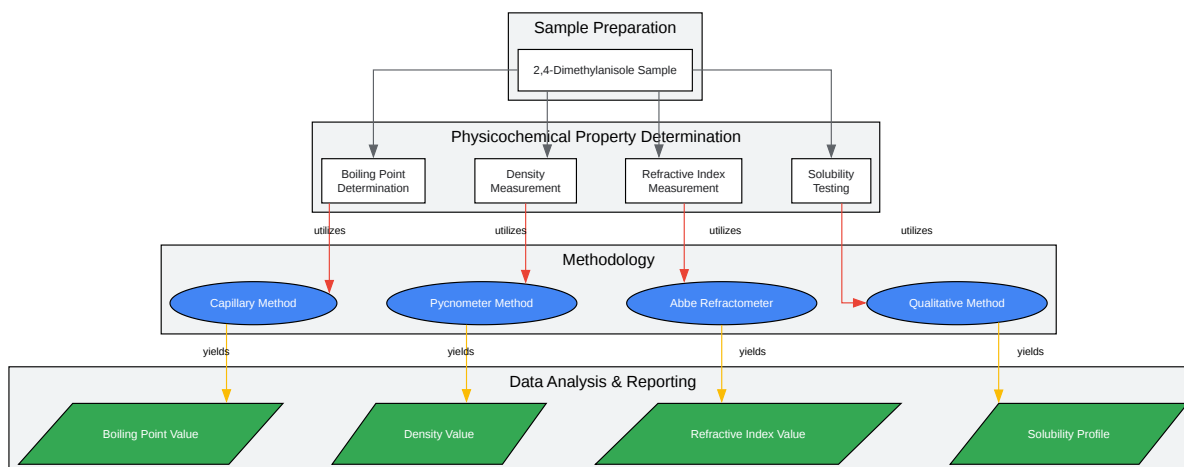 Sample Preparation
2,4-Dimethylanisole Sample
Physicochemical Property Determination
Boiling Point
Determination
Density
Measurement
Refractive Index
Measurement
Solubility
Testing
utilizes
utilizes
utilizes
utilizes
Methodology
Capillary Method
Pycnometer Method
Abbe Refractometer
Qualitative Method
yields
yields
yields
yields
Data Analysis & Reporting
Boiling Point Value
Density Value
Refractive Index Value
Solubility Profile